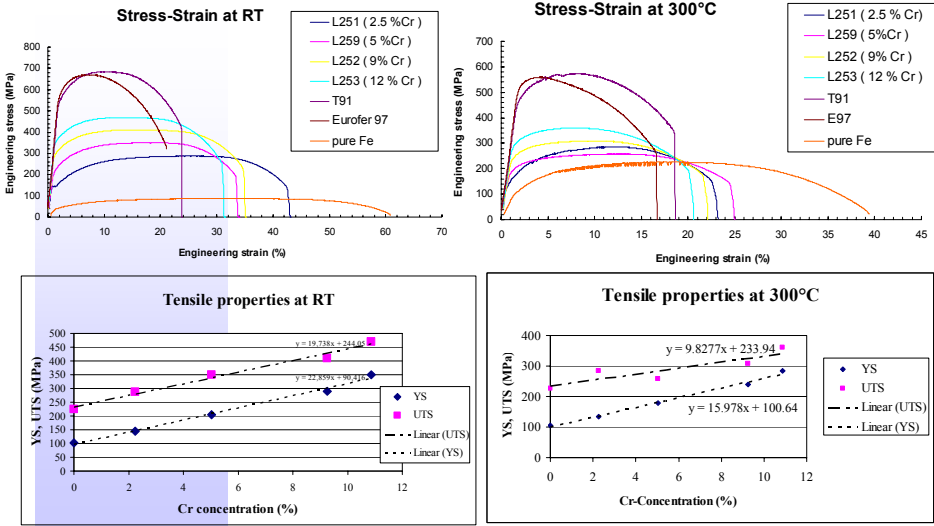 Stress-Strain at RT
L251 ( 2.5 %Cr)
L259 ( 5 %Cr )
L252 ( 9% Cr )
L253 ( 12 % Cr )
T91
Eurofer 97
pure Fe
Engineering stress (MPa)
800
700
600
500
400
300
200
100
0
0 10 20 30 40 50 60 70
Engineering strain (%)
Stress-Strain at 300°C
L251 ( 2.5 % Cr)
L259 ( 5%Cr )
L252 ( 9% Cr )
L253 ( 12 % Cr )
T91
E97
pure Fe
Engineering stress (MPa)
700
600
500
400
300
200
100
0
0 5 10 15 20 25 30 35 40 45
Engineering strain (%)
Tensile properties at RT
YS, UTS (MPa)
500
450
400
350
300
250
200
150
100
50
0
y = 19,738x + 244,05
y = 22,859x + 90,416
0 2 4 6 8 10 12
Cr concentration (%)
YS
UTS
Linear (UTS)
Linear (YS)
Tensile properties at 300°C
YS, UTS (MPa)
400
300
200
100
0
y = 9.8277x + 233.94
y = 15.978x + 100.64
0 2 4 6 8 10 12
Cr-Concentration (%)
YS
UTS
Linear (UTS)
Linear (YS)